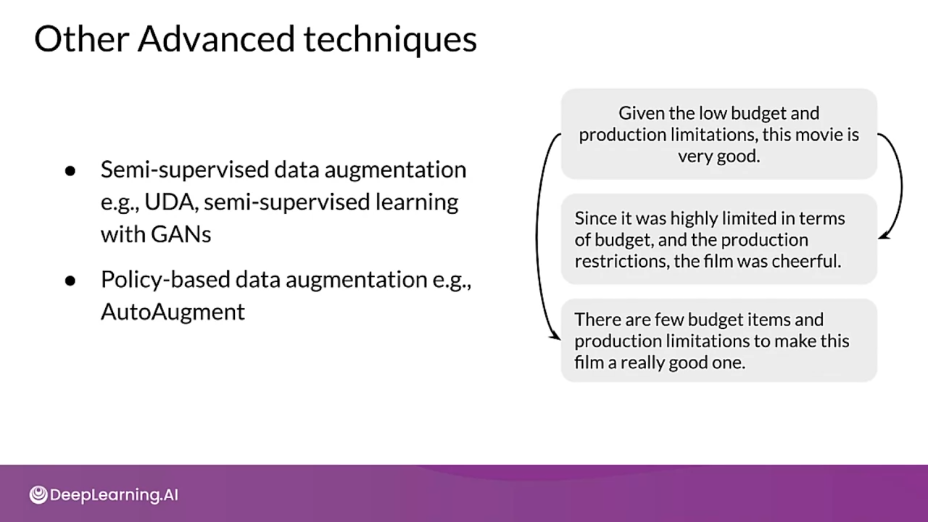 Other Advanced techniques
● Semi-supervised data augmentation
e.g., UDA, semi-supervised learning
with GANs
● Policy-based data augmentation e.g.,
AutoAugment
Given the low budget and
production limitations, this movie is
very good.
Since it was highly limited in terms
of budget, and the production
restrictions, the film was cheerful.
There are few budget items and
production limitations to make this
film a really good one.
DeepLearning.AI